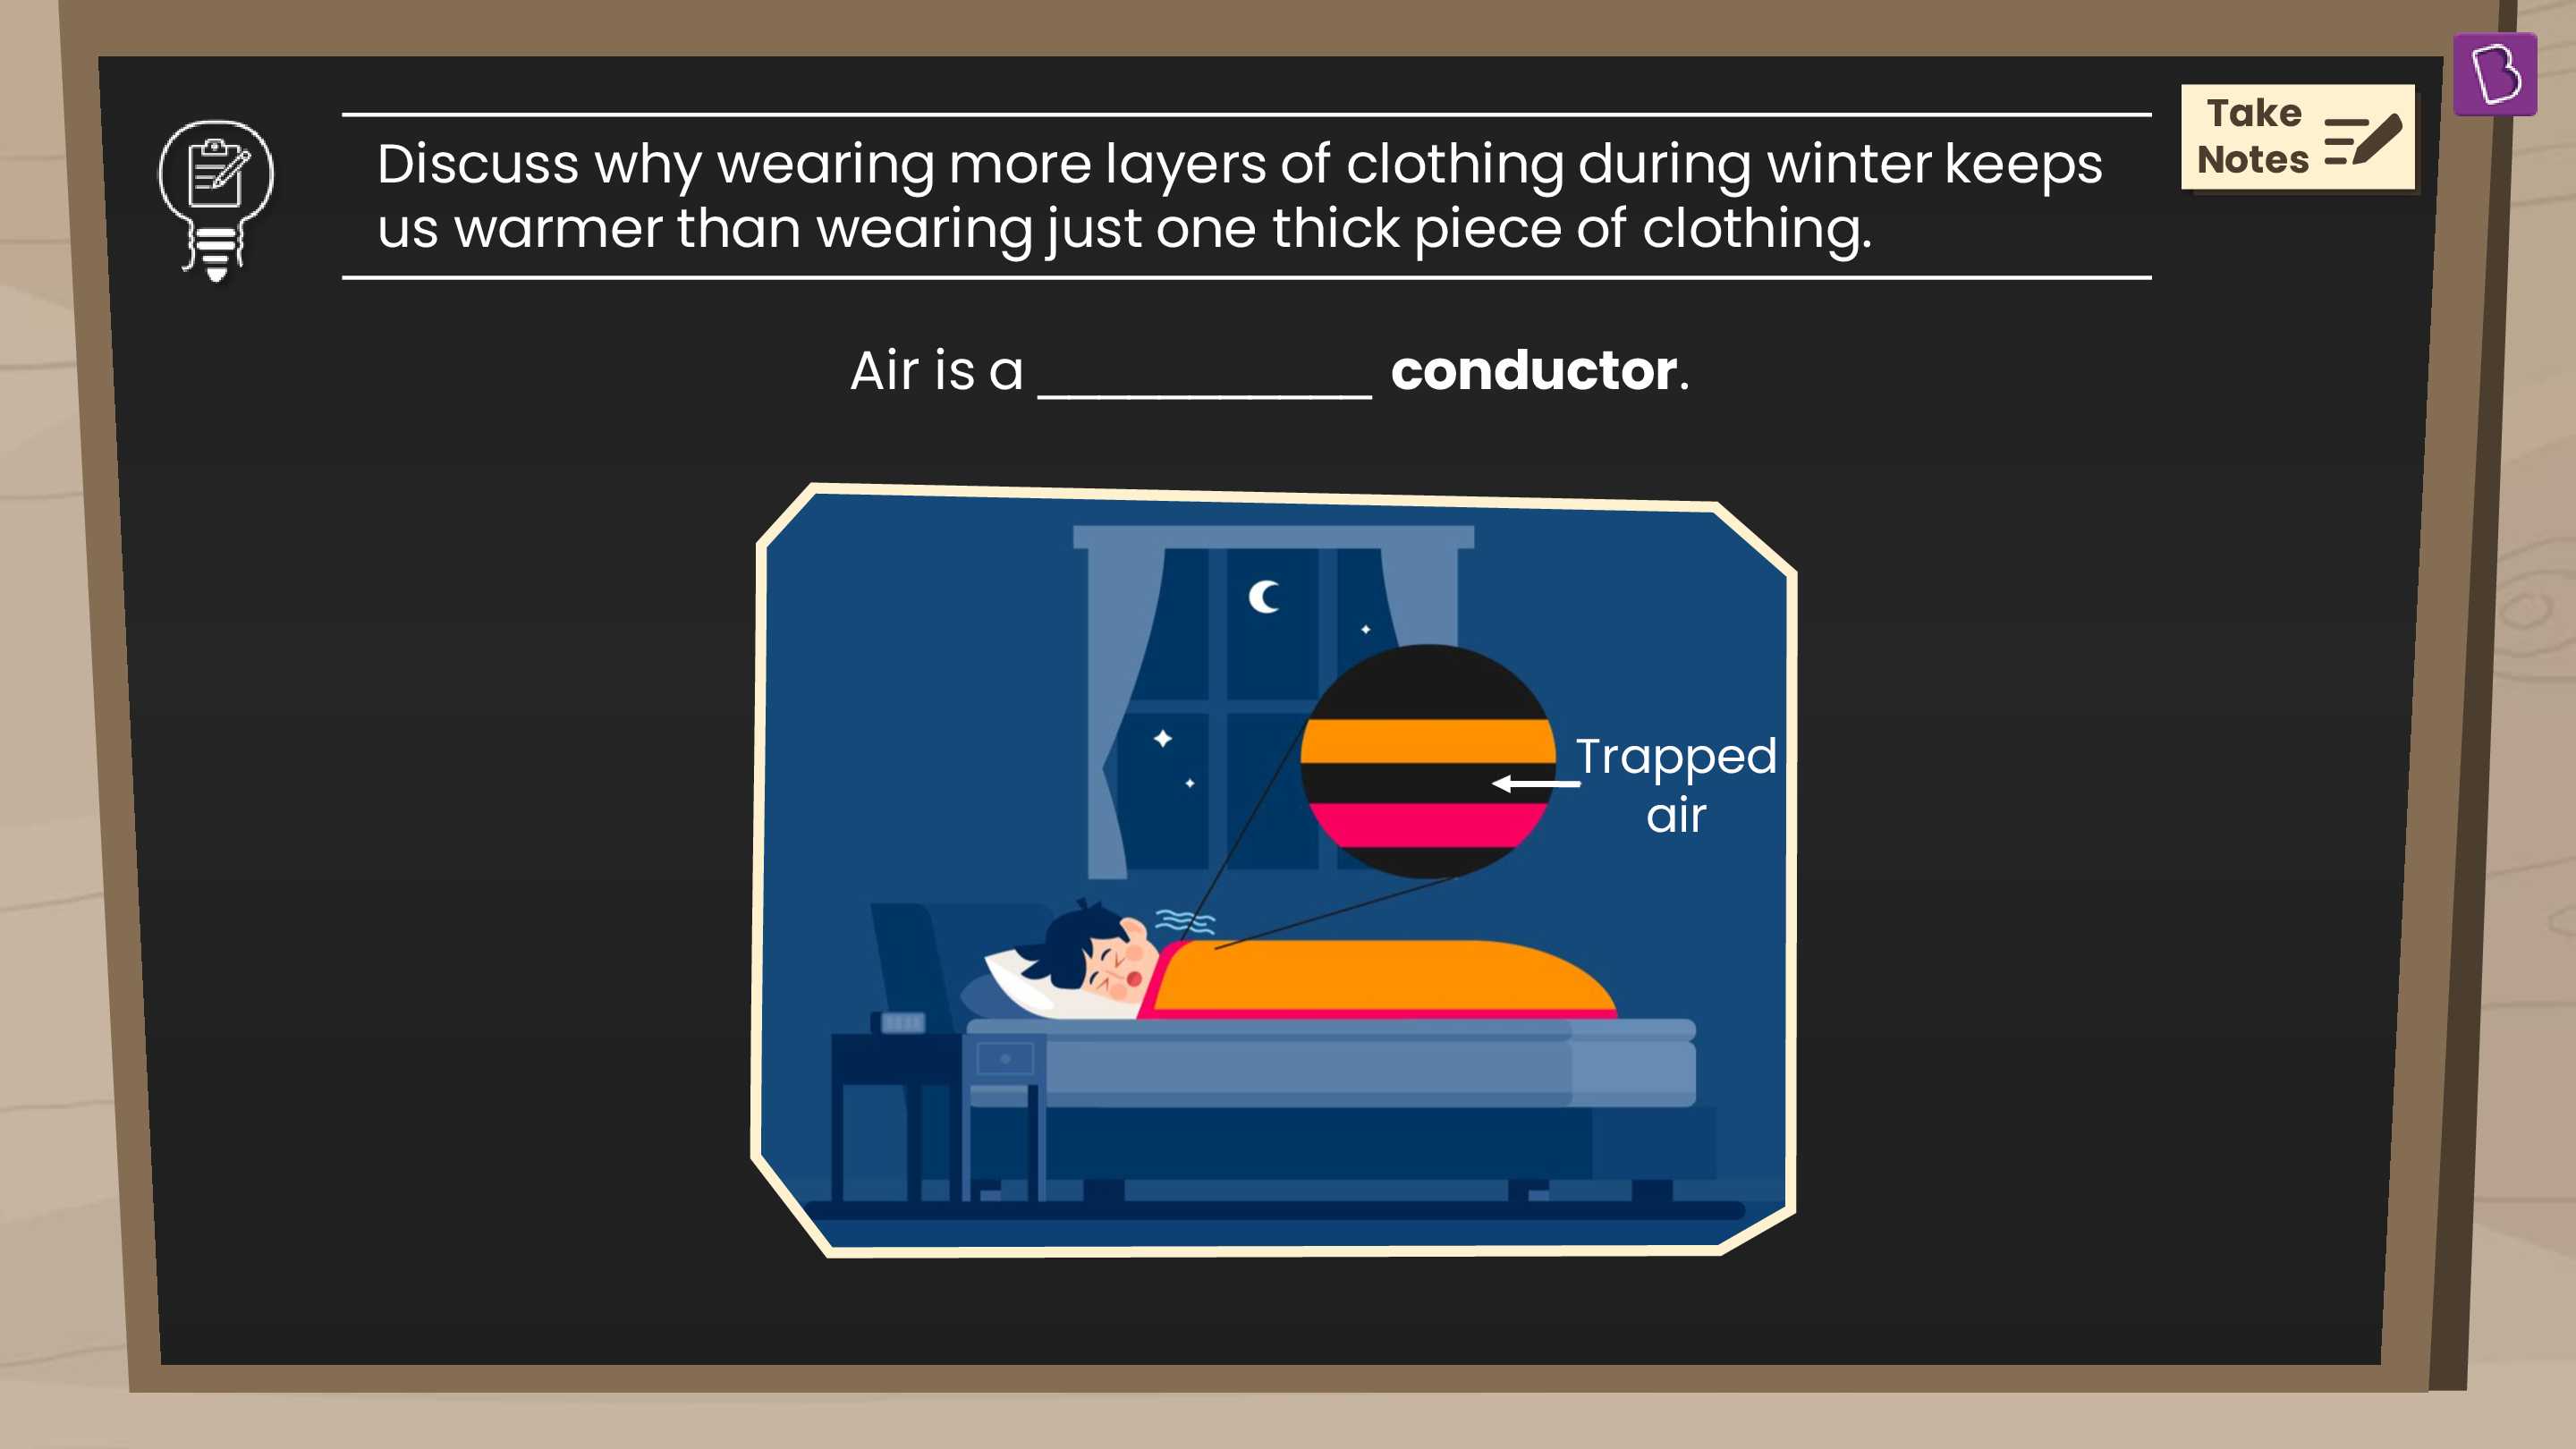 Discuss why wearing more layers of clothing during winter keeps
us warmer than wearing just one thick piece of clothing.
Take
Notes
B
Air is a ___________ conductor.
Trapped
air